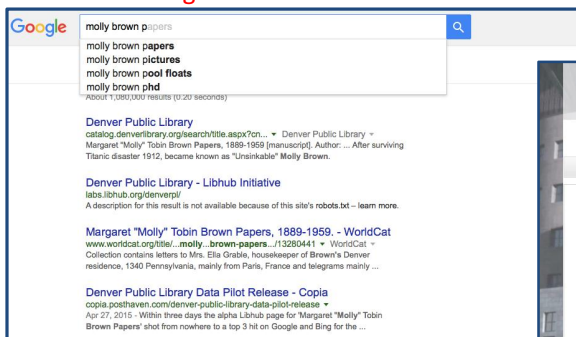 Google
molly brown papers
molly brown papers
molly brown pictures
molly brown pool floats
molly brown phd
About 1,080,000 results (0.20 seconds)
Denver Public Library
catalog.denverlibrary.org/search/title.aspx?cn... ▼ Denver Public Library ▼
Margaret "Molly" Tobin Brown Papers, 1889-1959 [manuscript]. Author: ... After surviving
Titanic disaster 1912, became known as "Unsinkable" Molly Brown.
Denver Public Library - Libhub Initiative
labs.libhub.org/denverpl/
A description for this result is not available because of this site's robots.txt – learn more.
Margaret "Molly" Tobin Brown Papers, 1889-1959. - WorldCat
www.worldcat.org/title/...molly...brown-papers.../13280441 ▼ WorldCat ▼
Collection contains letters to Mrs. Ella Grable, housekeeper of Brown's Denver
residence, 1340 Pennsylvania, mainly from Paris, France and telegrams mainly ...
Denver Public Library Data Pilot Release - Copia
copia.posthaven.com/denver-public-library-data-pilot-release ▼
Apr 27, 2015 - Within three days the alpha Libhub page for 'Margaret "Molly" Tobin
Brown Papers' shot from nowhere to a top 3 hit on Google and Bing for the ...